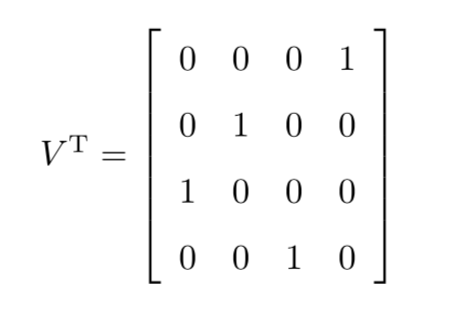 0 0 0 1
0 1 0 0
V^T =
1 0 0 0
0 0 1 0